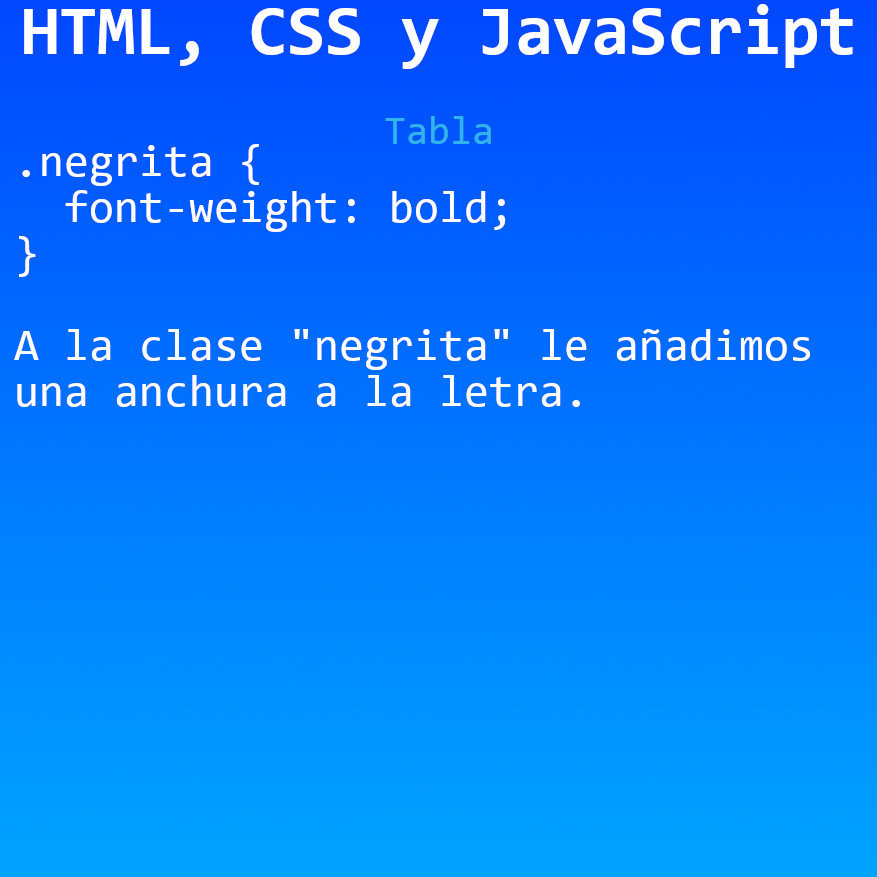 HTML, CSS y JavaScript
Tabla
.negrita {
  font-weight: bold;
}
A la clase "negrita" le añadimos
una anchura a la letra.